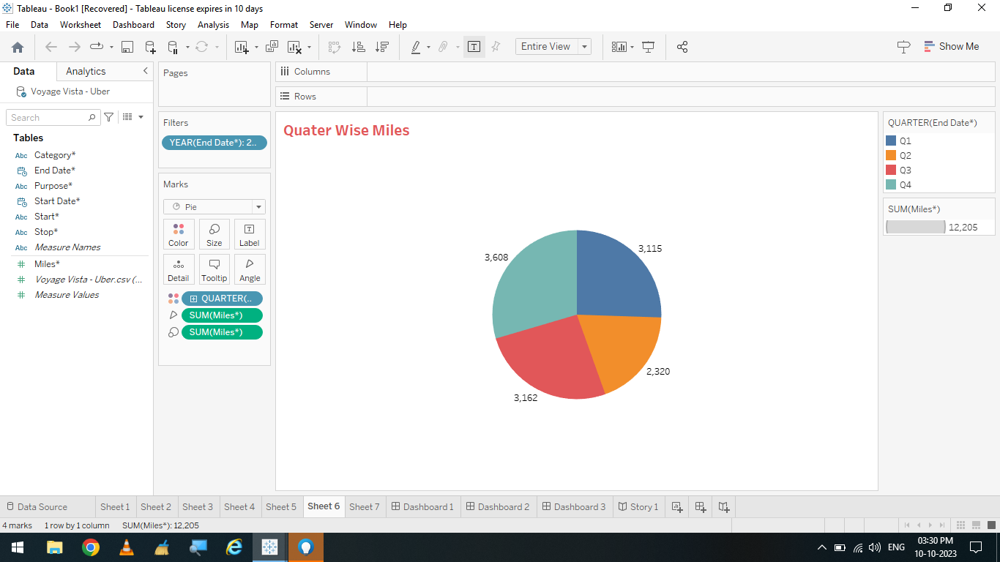 Tableau - Book1 [Recovered] - Tableau license expires in 10 days
File Data Worksheet Dashboard Story Analysis Map Format Server Window Help
Entire View
Show Me
Data Analytics
Voyage Vista - Uber
Search
Tables
Abc Category*
End Date*
Abc Purpose*
Start Date*
Abc Start*
Abc Stop*
Abc Measure Names
# Miles*
# Voyage Vista - Uber.csv (...
# Measure Values
Pages
Filters
YEAR(End Date*): 2..
Marks
Pie
Color Size Label
Detail Tooltip Angle
QUARTER(..
SUM(Miles*)
SUM(Miles*)
Columns
Rows
Quater Wise Miles
3,115
3,608
2,320
3,162
QUARTER(End Date*)
Q1
Q2
Q3
Q4
SUM(Miles*)
12,205
Data Source Sheet 1 Sheet 2 Sheet 3 Sheet 4 Sheet 5 Sheet 6 Sheet 7 Dashboard 1 Dashboard 2 Dashboard 3 Story 1
4 marks 1 row by 1 column SUM(Miles*): 12,205
ENG 03:30 PM
10-10-2023